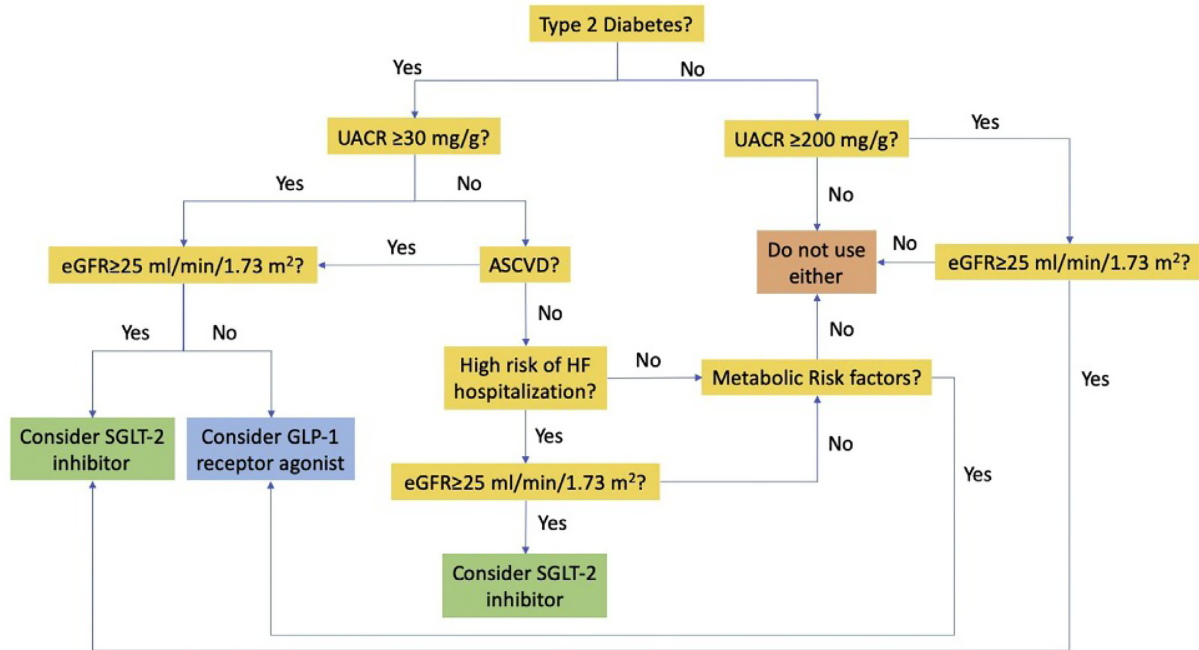 Type 2 Diabetes?
Yes
No
UACR ≥30 mg/g?
UACR ≥200 mg/g?
Yes
Yes
No
No
eGFR≥25 ml/min/1.73 m²?
Yes
ASCVD?
Do not use
either
No
eGFR≥25 ml/min/1.73 m²?
Yes
No
No
No
High risk of HF
hospitalization?
No
Metabolic Risk factors?
Yes
Consider SGLT-2
inhibitor
Consider GLP-1
receptor agonist
Yes
No
eGFR≥25 ml/min/1.73 m²?
Yes
Yes
Consider SGLT-2
inhibitor